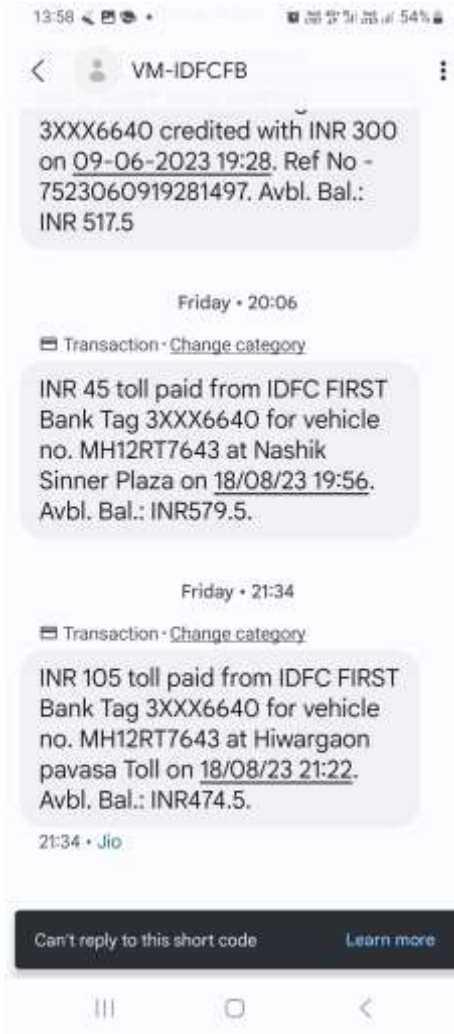 13:58
54%
VM-IDFCFB
3XXX6640 credited with INR 300
on 09-06-2023 19:28. Ref No -
7523060919281497. Avbl. Bal.:
INR 517.5
Friday • 20:06
Transaction · Change category
INR 45 toll paid from IDFC FIRST
Bank Tag 3XXX6640 for vehicle
no. MH12RT7643 at Nashik
Sinner Plaza on 18/08/23 19:56.
Avbl. Bal.: INR579.5.
Friday • 21:34
Transaction · Change category
INR 105 toll paid from IDFC FIRST
Bank Tag 3XXX6640 for vehicle
no. MH12RT7643 at Hiwargaon
pavasa Toll on 18/08/23 21:22.
Avbl. Bal.: INR474.5.
21:34 • Jio
Can't reply to this short code Learn more